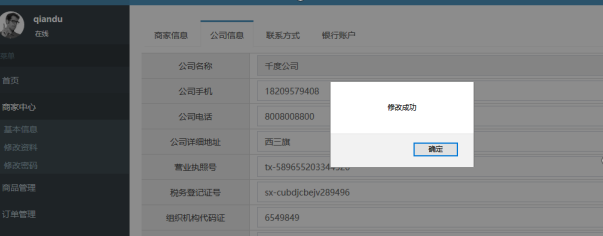 qiandu
在线
首页
商家中心
基本信息
修改资料
修改密码
商品管理
订单管理
商家信息
公司信息
联系方式
银行账户
公司名称
千度公司
公司手机
18209579408
公司电话
8008008800
公司详细地址
西三旗
营业执照号
税务登记证号
sx-cubdjcbejv289496
组织机构代码证
6549849
修改成功
确定